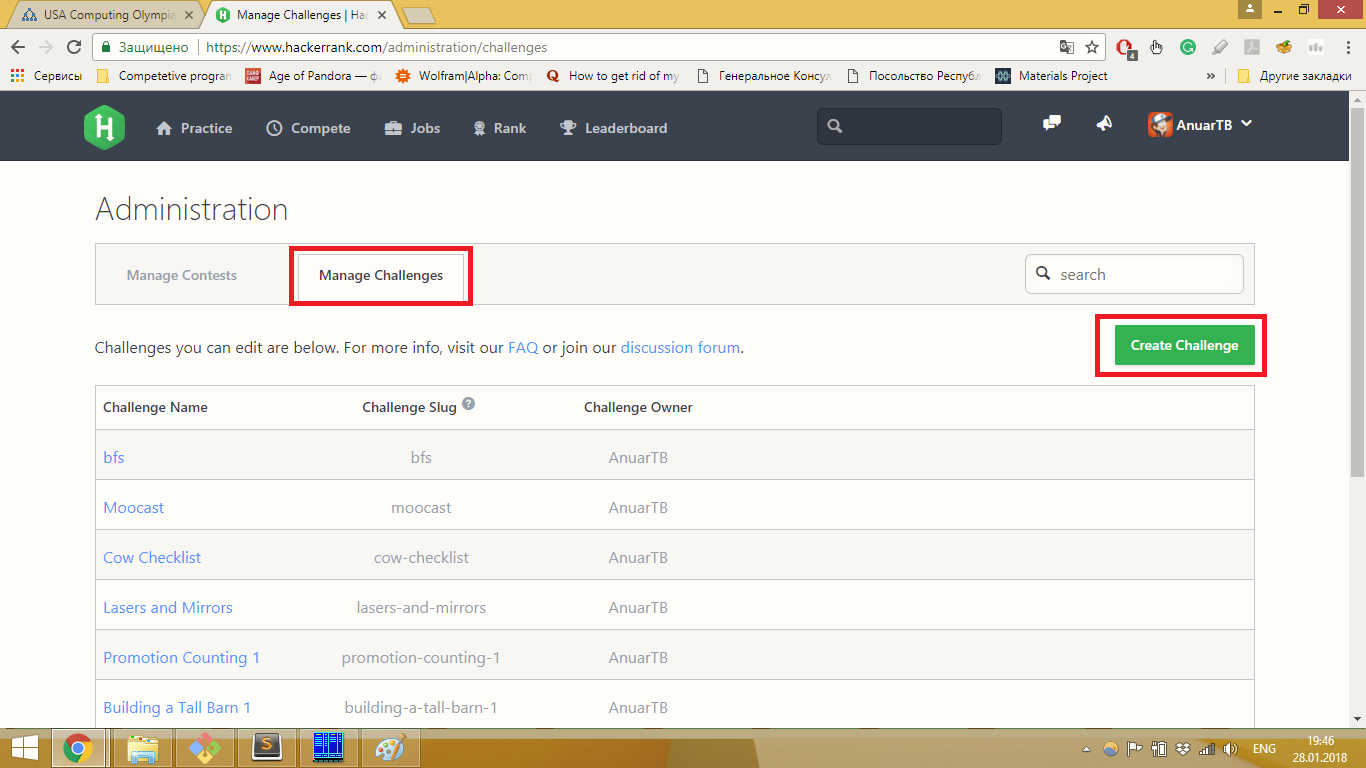 USA Computing Olympia
Manage Challenges | Hac
Защищено
https://www.hackerrank.com/administration/challenges
4
Сервисы
Competetive progran
Age of Pandora — ф
Wolfram|Alpha: Com
How to get rid of my
Генеральное Консу
Посольство Респуб
Materials Project
»
Другие закладки
H
Practice
Compete
Jobs
Rank
Leaderboard
AnuarTB
Administration
Manage Contests
Manage Challenges
search
Challenges you can edit are below. For more info, visit our FAQ or join our discussion forum.
Create Challenge
Challenge Name Challenge Slug ? Challenge Owner
bfs bfs AnuarTB
Moocast moocast AnuarTB
Cow Checklist cow-checklist AnuarTB
Lasers and Mirrors lasers-and-mirrors AnuarTB
Promotion Counting 1 promotion-counting-1 AnuarTB
Building a Tall Barn 1 building-a-tall-barn-1 AnuarTB
ENG
19:46
28.01.2018